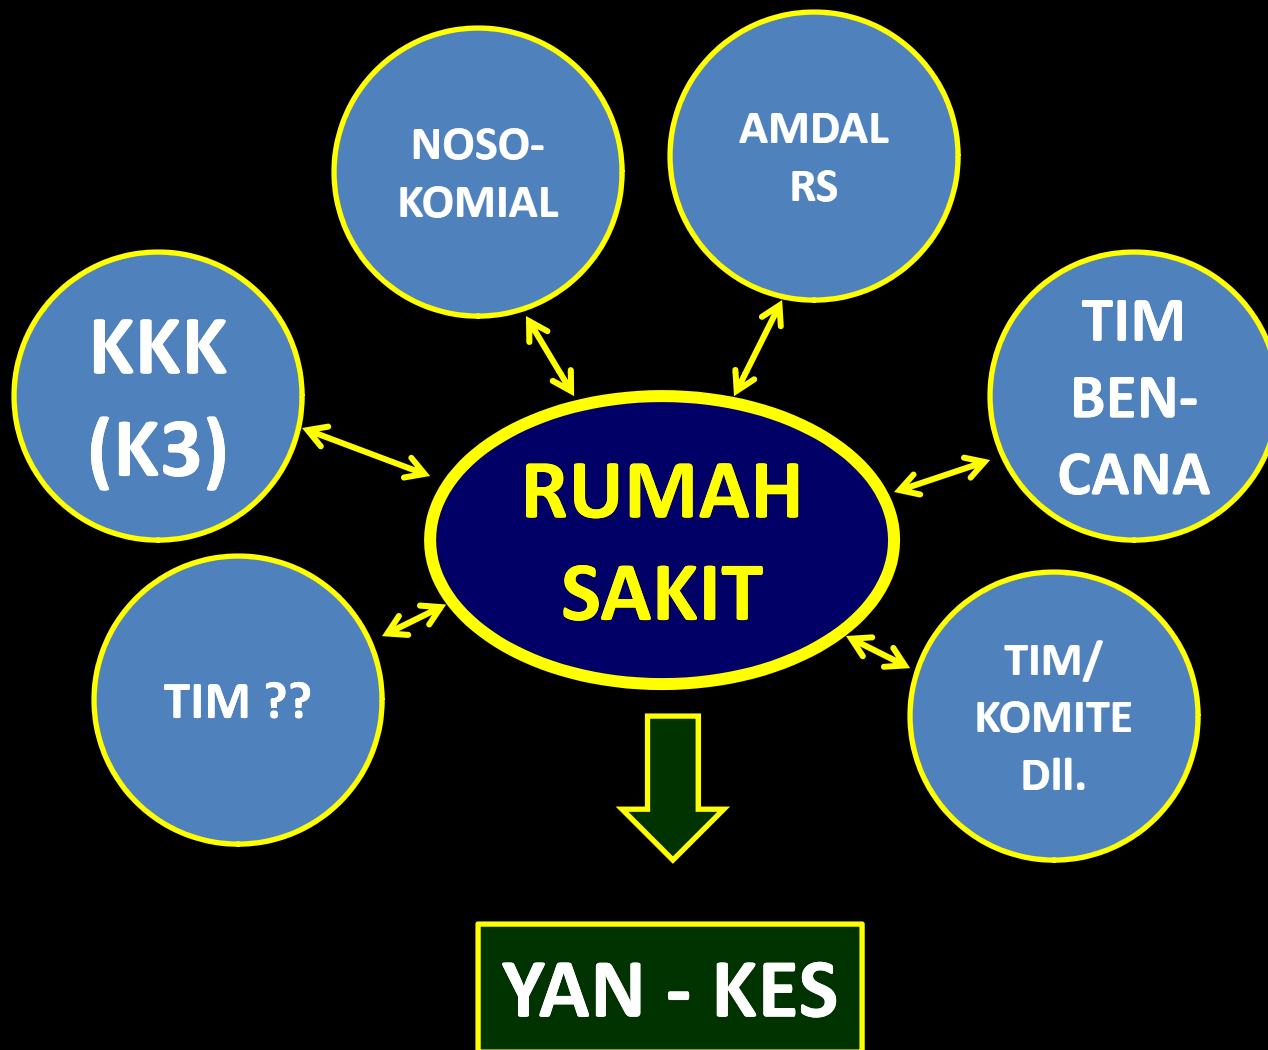 NOSO-
KOMIAL
AMDAL
RS
KKK
(K3)
TIM
BEN-
CANA
RUMAH
SAKIT
TIM ??
TIM/
KOMITE
Dll.
YAN - KES